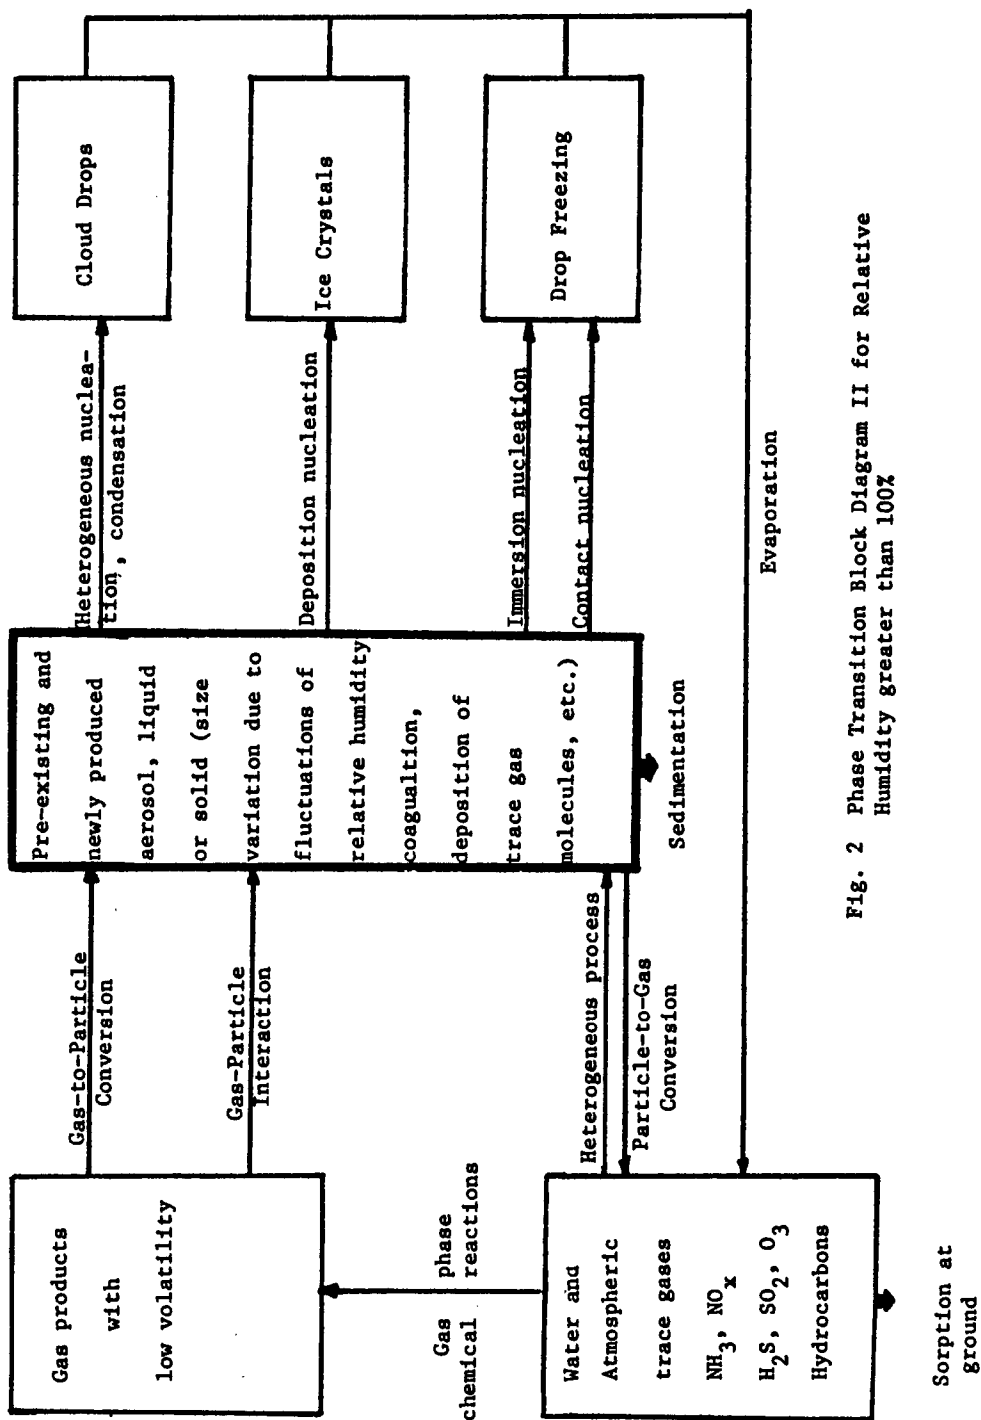 Gas products
with
low volatility
Gas-to-Particle
Conversion
Gas-Particle
Interaction
Gas phase
chemical reactions
Water and
Atmospheric
trace gases
NH3, NOx
H2S, SO2, O3
Hydrocarbons
Heterogeneous process
Particle-to-Gas
Conversion
Sorption at
ground
Pre-existing and
newly produced
aerosol, liquid
or solid (size
variation due to
fluctuations of
relative humidity
coagualtion,
deposition of
trace gas
molecules, etc.)
Sedimentation
Heterogeneous nuclea-
tion, condensation
Deposition nucleation
Immersion nucleation
Contact nucleation
Cloud Drops
Ice Crystals
Drop Freezing
Evaporation
Fig. 2 Phase Transition Block Diagram II for Relative
Humidity greater than 100%